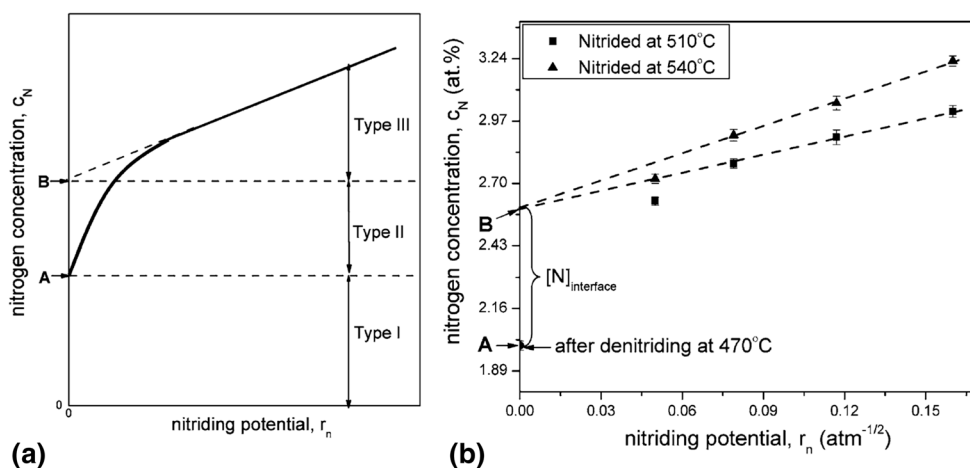 nitrogen concentration, c_N
B
A
0
0
Type III
Type II
Type I
nitriding potential, r_n
(a)
nitrogen concentration, c_N (at.%)
3.24
2.97
2.70
2.43
2.16
1.89
Nitrided at 510°C
Nitrided at 540°C
B
[N]_interface
A
after denitriding at 470°C
0.00 0.03 0.06 0.09 0.12 0.15
nitriding potential, r_n (atm^-1/2)
(b)